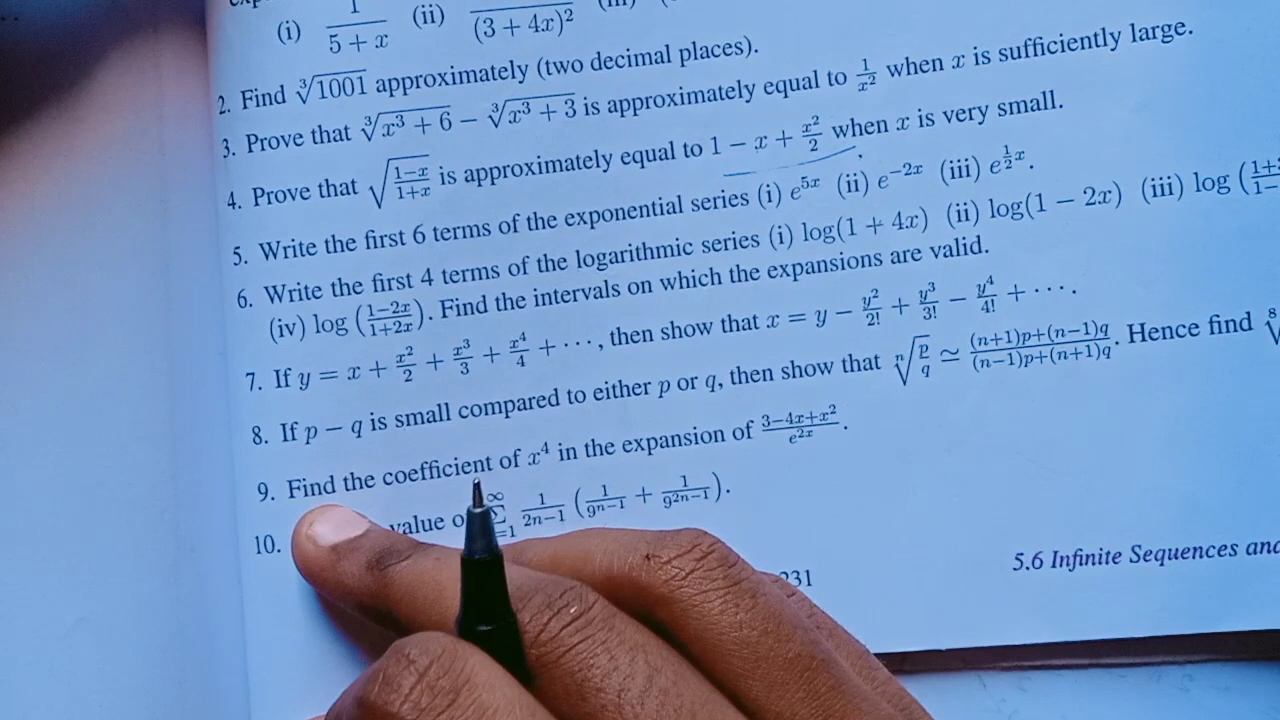 (i) 1/(5 + x) (ii) /(3 + 4x)²
2. Find ∛1001 approximately (two decimal places).
3. Prove that ∛(x³ + 6) − ∛(x³ + 3) is approximately equal to 1/x² when x is sufficiently large.
4. Prove that √((1−x)/(1+x)) is approximately equal to 1 − x + x²/2 when x is very small.
5. Write the first 6 terms of the exponential series (i) e^(5x) (ii) e^(−2x) (iii) e^(½x).
6. Write the first 4 terms of the logarithmic series (i) log(1 + 4x) (ii) log(1 − 2x) (iii) log (
(iv) log ((1−2x)/(1+2x)). Find the intervals on which the expansions are valid.
7. If y = x + x²/2 + x³/3 + x⁴/4 + ⋯, then show that x = y − y²/2! + y³/3! − y⁴/4! + ⋯.
8. If p − q is small compared to either p or q, then show that ⁿ√(p/q) ≃ ((n+1)p+(n−1)q)/((n−1)p+(n+1)q). Hence find ⁸√
9. Find the coefficient of x⁴ in the expansion of (3−4x+x²)/e^(2x).
10. value o ∑ ∞ =1 1/(2n−1) (1/9^(n−1) + 1/9^(2n−1)).
231
5.6 Infinite Sequences and